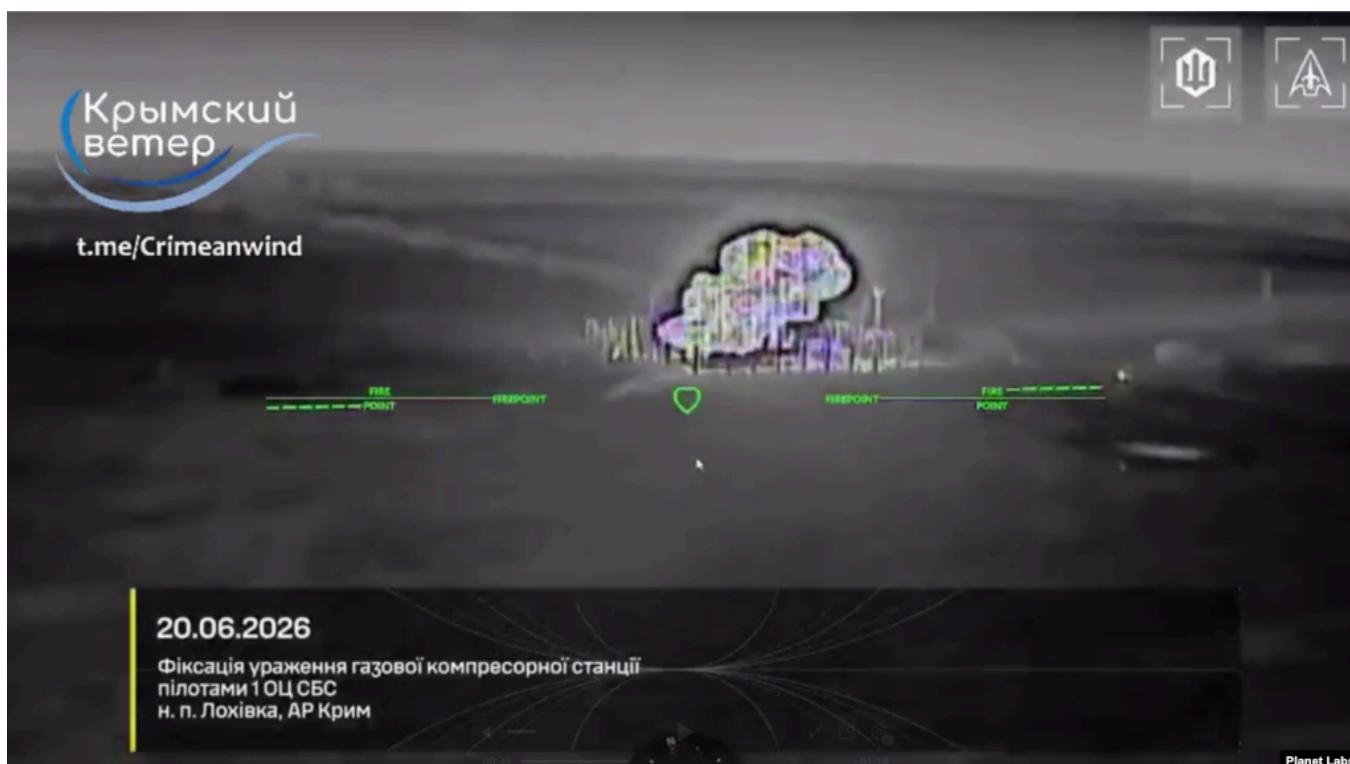 Крымский
ветер
t.me/Crimeanwind
FIRE
POINT
FIREPOINT
FIREPOINT
FIRE
POINT
20.06.2026
Фіксація ураження газової компресорної станції
пілотами 1 ОЦ СБС
н. п. Лохівка, АР Крим
Planet Labs